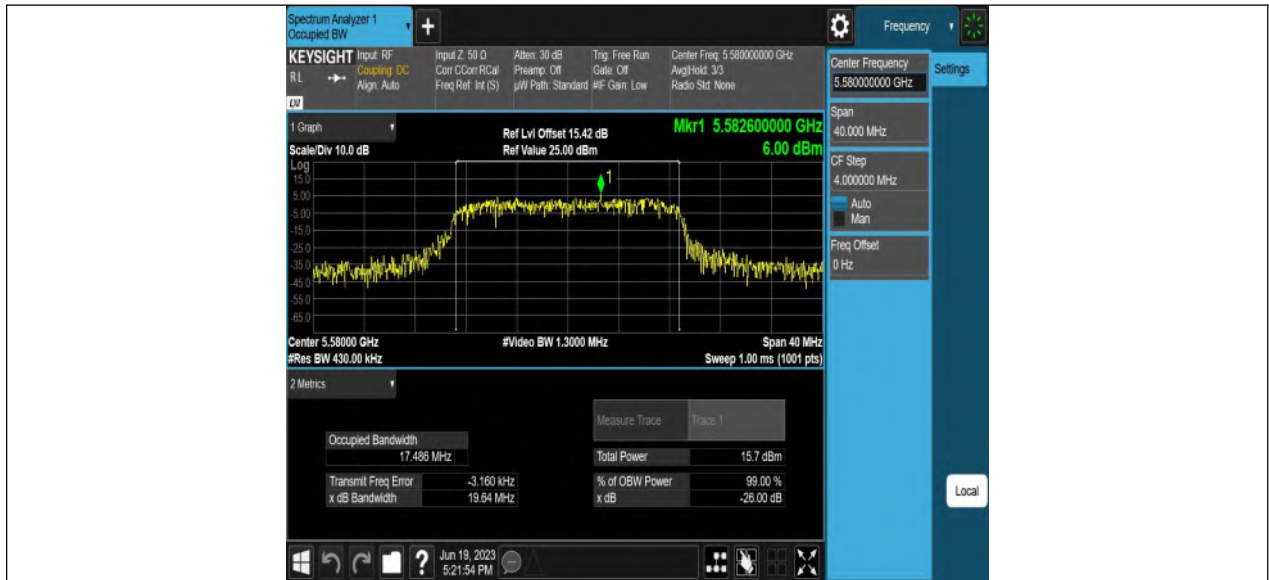 Spectrum Analyzer 1
Occupied BW
+
Frequency
KEYSIGHT Input: RF Input Z: 50 Ω Atten: 30 dB Trig: Free Run Center Freq: 5.580000000 GHz
RL Coupling: DC Corr CCorr RCal Preamp: Off Gate: Off Avg|Hold: 3/3
Align: Auto Freq Ref: Int (S) µW Path: Standard #IF Gain: Low Radio Std: None
LXI
Center Frequency
5.580000000 GHz
Settings
Span
40.000 MHz
CF Step
4.000000 MHz
Auto
Man
Freq Offset
0 Hz
Local
1 Graph
Ref Lvl Offset 15.42 dB
Mkr1 5.582600000 GHz
Scale/Div 10.0 dB
Ref Value 25.00 dBm
6.00 dBm
Log
1
15.0
5.00
-5.00
-15.0
-25.0
-35.0
-45.0
-55.0
-65.0
Center 5.58000 GHz #Video BW 1.3000 MHz Span 40 MHz
#Res BW 430.00 kHz Sweep 1.00 ms (1001 pts)
2 Metrics
Measure Trace Trace 1
Occupied Bandwidth
17.486 MHz
Total Power 15.7 dBm
Transmit Freq Error -3.160 kHz % of OBW Power 99.00 %
x dB Bandwidth 19.64 MHz x dB -26.00 dB
?
Jun 19, 2023
5:21:54 PM